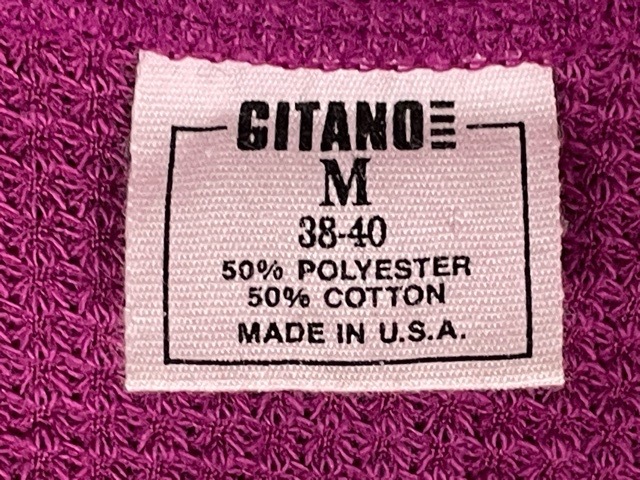 GITANO
M
38-40
50% POLYESTER
50% COTTON
MADE IN U.S.A.